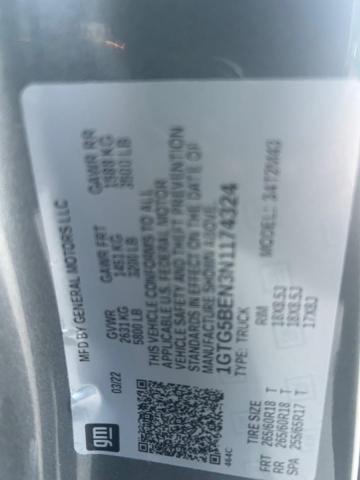 MFD BY GENERAL MOTORS LLC
03/22 GVWR GAWR FRT GAWR RR
2631 KG 1451 KG 1588 KG
5800 LB 3200 LB 3500 LB
THIS VEHICLE CONFORMS TO ALL
APPLICABLE U.S. FEDERAL MOTOR
VEHICLE SAFETY AND THEFT PREVENTION
STANDARDS IN EFFECT ON THE DATE OF
MANUFACTURE SHOWN ABOVE.
1GTG5BEN3N1174324
TYPE: TRUCK MODEL:
TIRE SIZE RIM
FRT 265/60R18 T 18X8.5J
RR 265/60R18 T 18X8.5J
SPA 255/65R17 T 17X8J
gm
464C